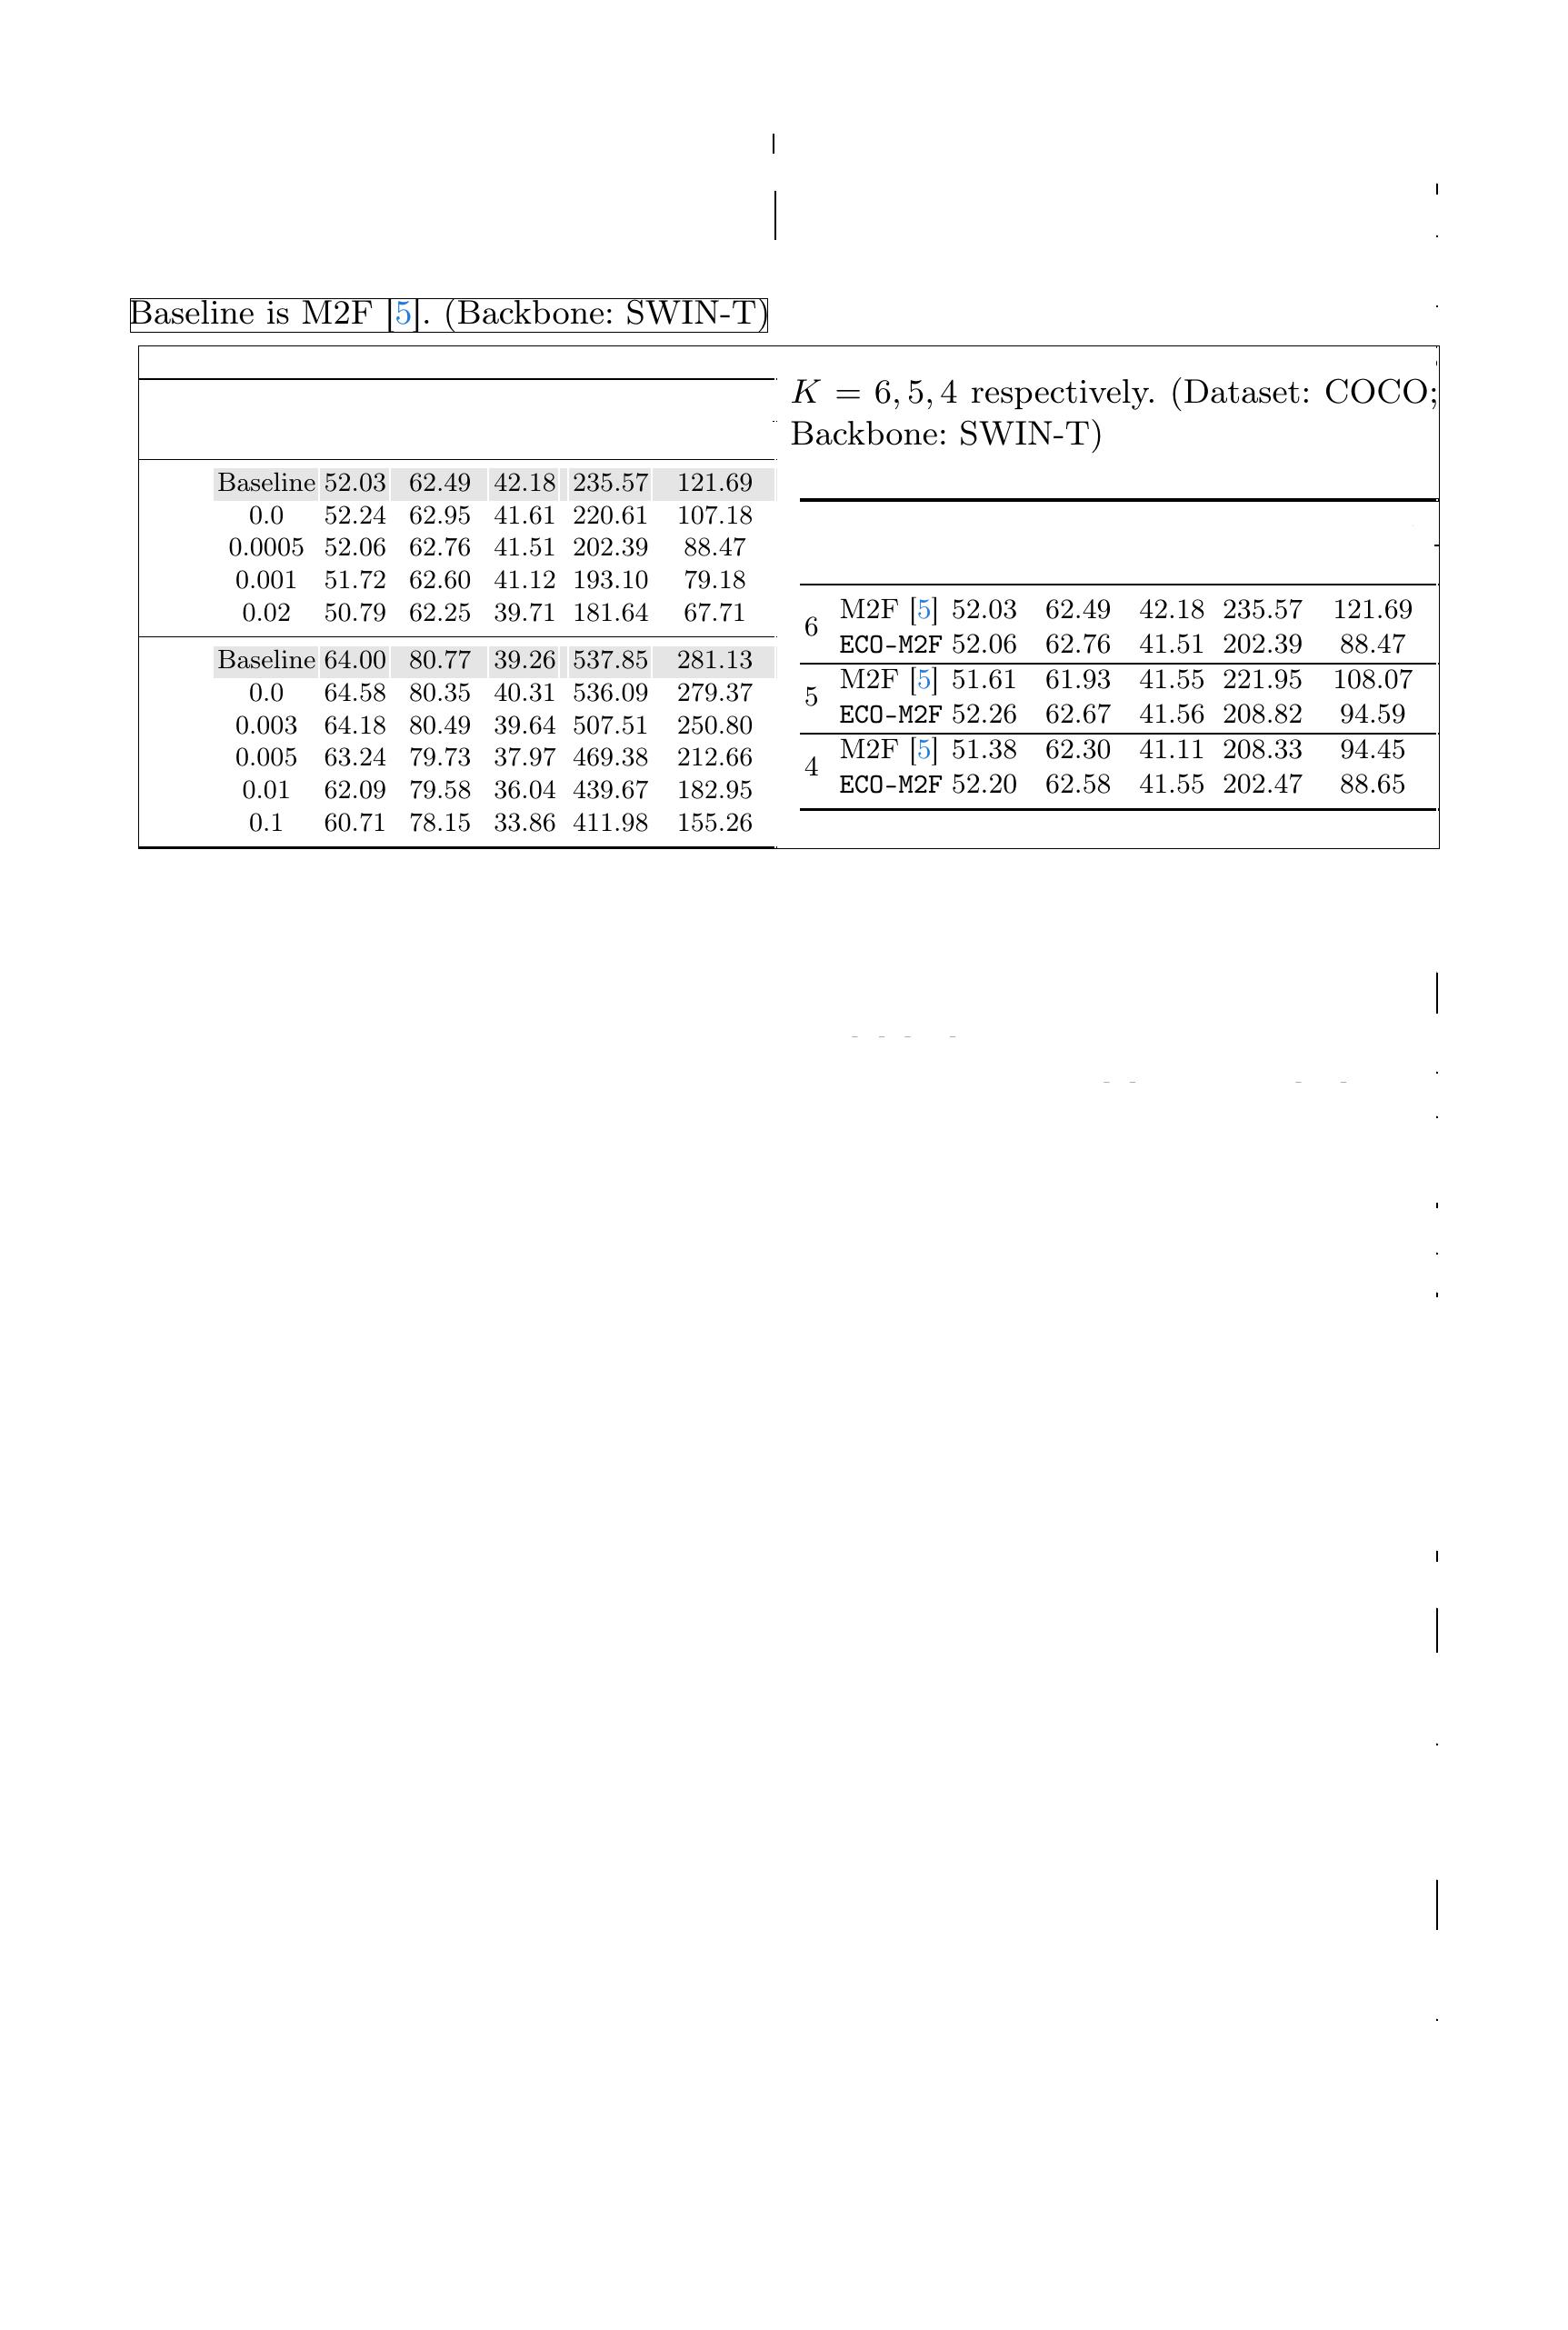 Baseline is M2F [5]. (Backbone: SWIN-T)
Baseline 52.03 62.49 42.18 235.57 121.69
0.0 52.24 62.95 41.61 220.61 107.18
0.0005 52.06 62.76 41.51 202.39 88.47
0.001 51.72 62.60 41.12 193.10 79.18
0.02 50.79 62.25 39.71 181.64 67.71
Baseline 64.00 80.77 39.26 537.85 281.13
0.0 64.58 80.35 40.31 536.09 279.37
0.003 64.18 80.49 39.64 507.51 250.80
0.005 63.24 79.73 37.97 469.38 212.66
0.01 62.09 79.58 36.04 439.67 182.95
0.1 60.71 78.15 33.86 411.98 155.26
K = 6, 5, 4 respectively. (Dataset: COCO;
Backbone: SWIN-T)
6
M2F [5] 52.03 62.49 42.18 235.57 121.69
ECO-M2F 52.06 62.76 41.51 202.39 88.47
5
M2F [5] 51.61 61.93 41.55 221.95 108.07
ECO-M2F 52.26 62.67 41.56 208.82 94.59
4
M2F [5] 51.38 62.30 41.11 208.33 94.45
ECO-M2F 52.20 62.58 41.55 202.47 88.65